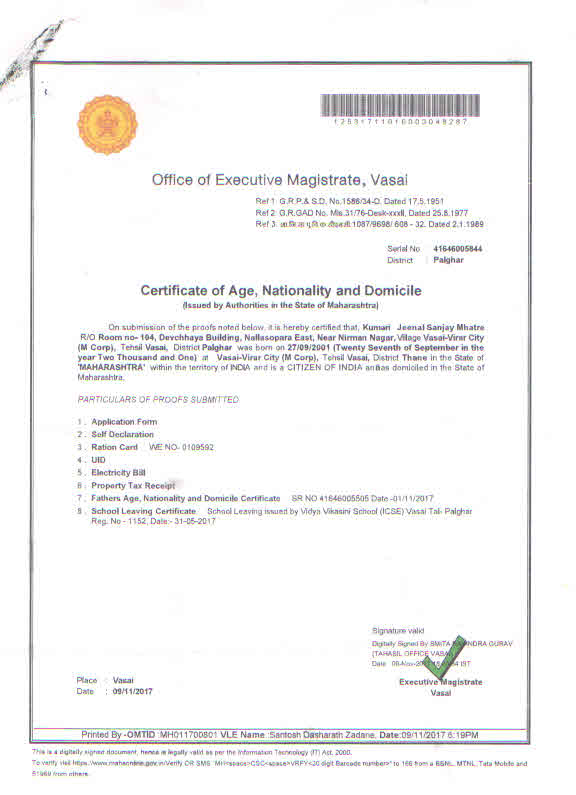 12531711010003048287
Office of Executive Magistrate, Vasai
Ref 1: G.R.P.& S.D. No.1586/34-D. Dated 17.5.1951
Ref 2: G.R.GAD No. Mis.31/76-Desk-xxxII, Dated 25.8.1977
Ref 3: 1087/9698/ 608 - 32. Dated 2.1.1989
Serial No : 41646005844
District : Palghar
Certificate of Age, Nationality and Domicile
(Issued by Authorities in the State of Maharashtra)
On submission of the proofs noted below, it is hereby certified that, Kumari Jeenal Sanjay Mhatre
R/O Room no- 104, Devchhaya Building, Nallasopara East, Near Nirman Nagar, Village Vasai-Virar City
(M Corp), Tehsil Vasai, District Palghar was born on 27/09/2001 (Twenty Seventh of September in the
year Two Thousand and One) at Vasai-Virar City (M Corp), Tehsil Vasai, District Thane in the State of
'MAHARASHTRA' within the territory of INDIA and is a CITIZEN OF INDIA as domiciled in the State of
Maharashtra.
PARTICULARS OF PROOFS SUBMITTED
1 . Application Form
2 . Self Declaration
3 . Ration Card WE NO- 0109592
4 . UID
5 . Electricity Bill
6 . Property Tax Receipt
7 . Fathers Age, Nationality and Domicile Certificate SR NO 41646005505 Date -01/11/2017
8 . School Leaving Certificate School Leaving issued by Vidya Vikasini School (ICSE) Vasai Tal- Palghar
Reg. No - 1152, Date:- 31-05-2017
Signature valid
Digitally Signed By SMITA GURAV
(TAHASIL OFFICE VASAI)
Date : 09-Nov- IST
Place : Vasai
Executive Magistrate
Date : 09/11/2017
Vasai
Printed By -OMTID :MH011700801 VLE Name :Santosh Dasharath Zadane, Date:09/11/2017 6:19PM
This is a digitally signed document, hence is legally valid as per the Information Technology (IT) Act, 2000.
To verify visit https://www.mahaonline.gov.in/Verify OR SMS "MH<space>CSC<space>VRFY<20 digit Barcode number>" to 166 from a BSNL, MTNL, Tata Mobile and
51969 from others.